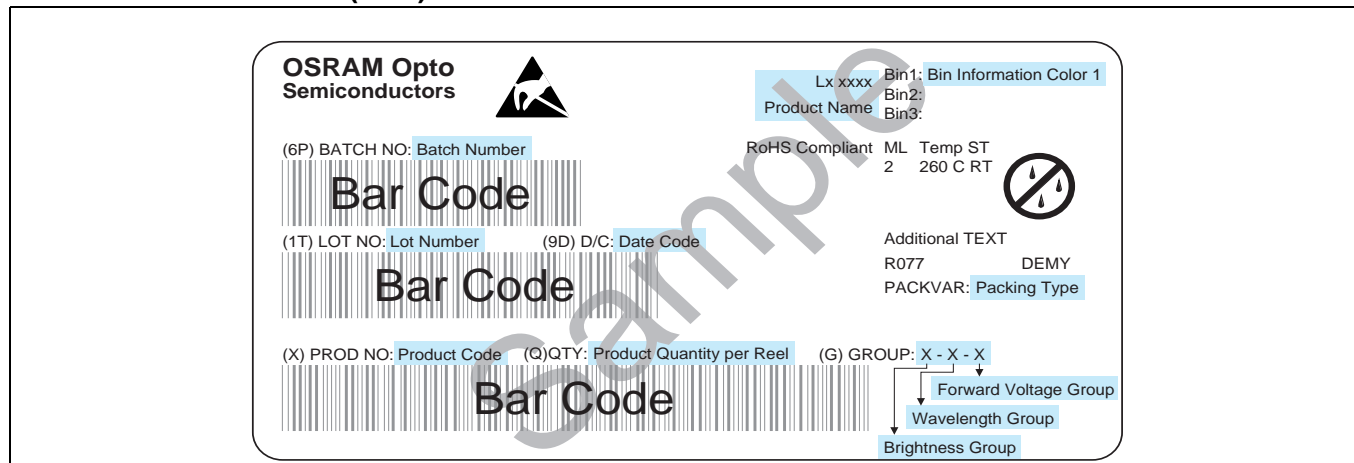 OSRAM Opto
Semiconductors
Lx xxxx
Product Name
Bin1: Bin Information Color 1
Bin2:
Bin3:
(6P) BATCH NO: Batch Number
Bar Code
RoHS Compliant ML Temp ST
2 260 C RT
(1T) LOT NO: Lot Number (9D) D/C: Date Code
Bar Code
Additional TEXT
R077 DEMY
PACKVAR: Packing Type
(X) PROD NO: Product Code (Q)QTY: Product Quantity per Reel (G) GROUP: X - X - X
Bar Code
Forward Voltage Group
Wavelength Group
Brightness Group
Sample